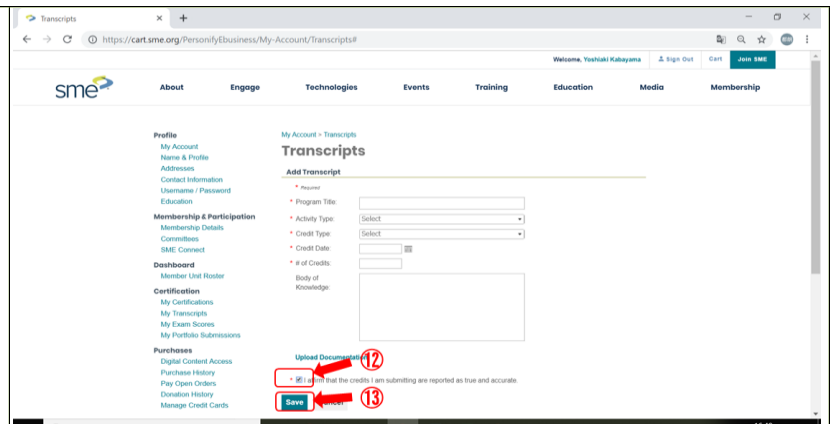 Transcripts
https://cart.sme.org/PersonifyEbusiness/My-Account/Transcripts#
Welcome, Yoshiaki Kabayama Sign Out Cart Join SME
sme About Engage Technologies Events Training Education Media Membership
Profile
My Account
Name & Profile
Addresses
Contact Information
Username / Password
Education
Membership & Participation
Membership Details
Committees
SME Connect
Dashboard
Member Unit Roster
Certification
My Certifications
My Transcripts
My Exam Scores
My Portfolio Submissions
Purchases
Digital Content Access
Purchase History
Pay Open Orders
Donation History
Manage Credit Cards
My Account > Transcripts
Transcripts
Add Transcript
* Required
* Program Title:
* Activity Type: Select
* Credit Type: Select
* Credit Date:
* # of Credits:
Body of
Knowledge:
Upload Documentation
⑫
* I affirm that the credits I am submitting are reported as true and accurate.
Save Cancel
⑬